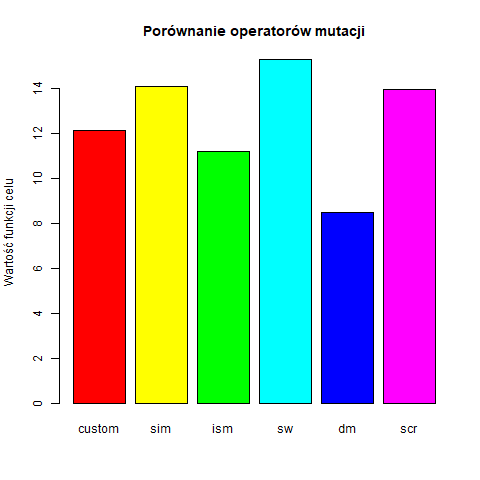 Porównanie operatorów mutacji
Wartość funkcji celu
14
12
10
8
6
4
2
0
custom sim ism sw dm scr